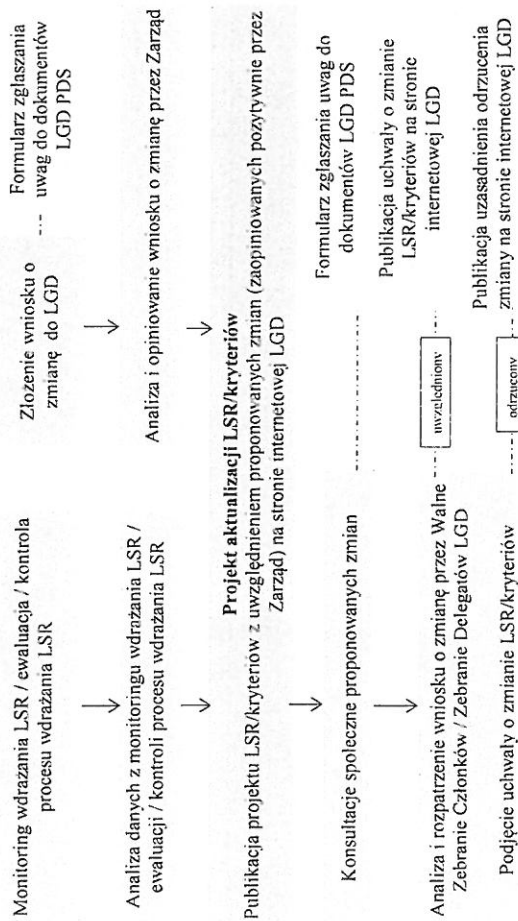 Monitoring wdrażania LSR / ewaluacja / kontrola
procesu wdrażania LSR
Złożenie wniosku o
zmianę do LGD
Formularz zgłaszania
uwag do dokumentów
LGD PDS
Analiza danych z monitoringu wdrażania LSR /
ewaluacji / kontroli procesu wdrażania LSR
Analiza i opiniowanie wniosku o zmianę przez Zarząd
Projekt aktualizacji LSR/kryteriów
Publikacja projektu LSR/kryteriów z uwzględnieniem proponowanych zmian (zaopiniowanych pozytywnie przez
Zarząd) na stronie internetowej LGD
Konsultacje społeczne proponowanych zmian
Formularz zgłaszania uwag do
dokumentów LGD PDS
Analiza i rozpatrzenie wniosku o zmianę przez Walne
Zebranie Członków / Zebranie Delegatów LGD
uwzględniony
Publikacja uchwały o zmianie
LSR/kryteriów na stronie
internetowej LGD
Podjęcie uchwały o zmianie LSR/kryteriów
odrzucony
Publikacja uzasadnienia odrzucenia
zmiany na stronie internetowej LGD